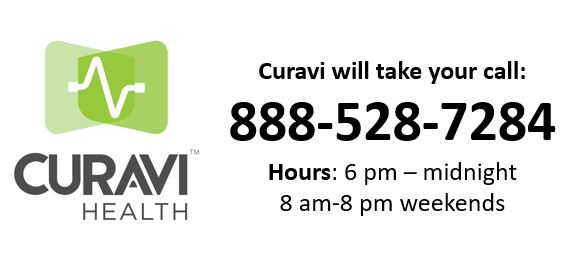 CURAVI™
HEALTH
Curavi will take your call:
888-528-7284
Hours: 6 pm – midnight
8 am-8 pm weekends